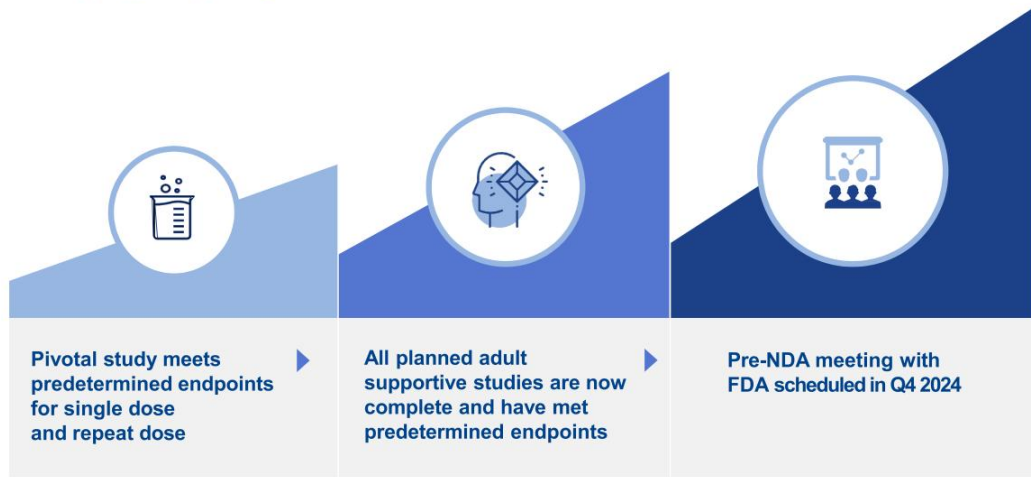 Pivotal study meets
predetermined endpoints
for single dose
and repeat dose
All planned adult
supportive studies are now
complete and have met
predetermined endpoints
Pre-NDA meeting with
FDA scheduled in Q4 2024